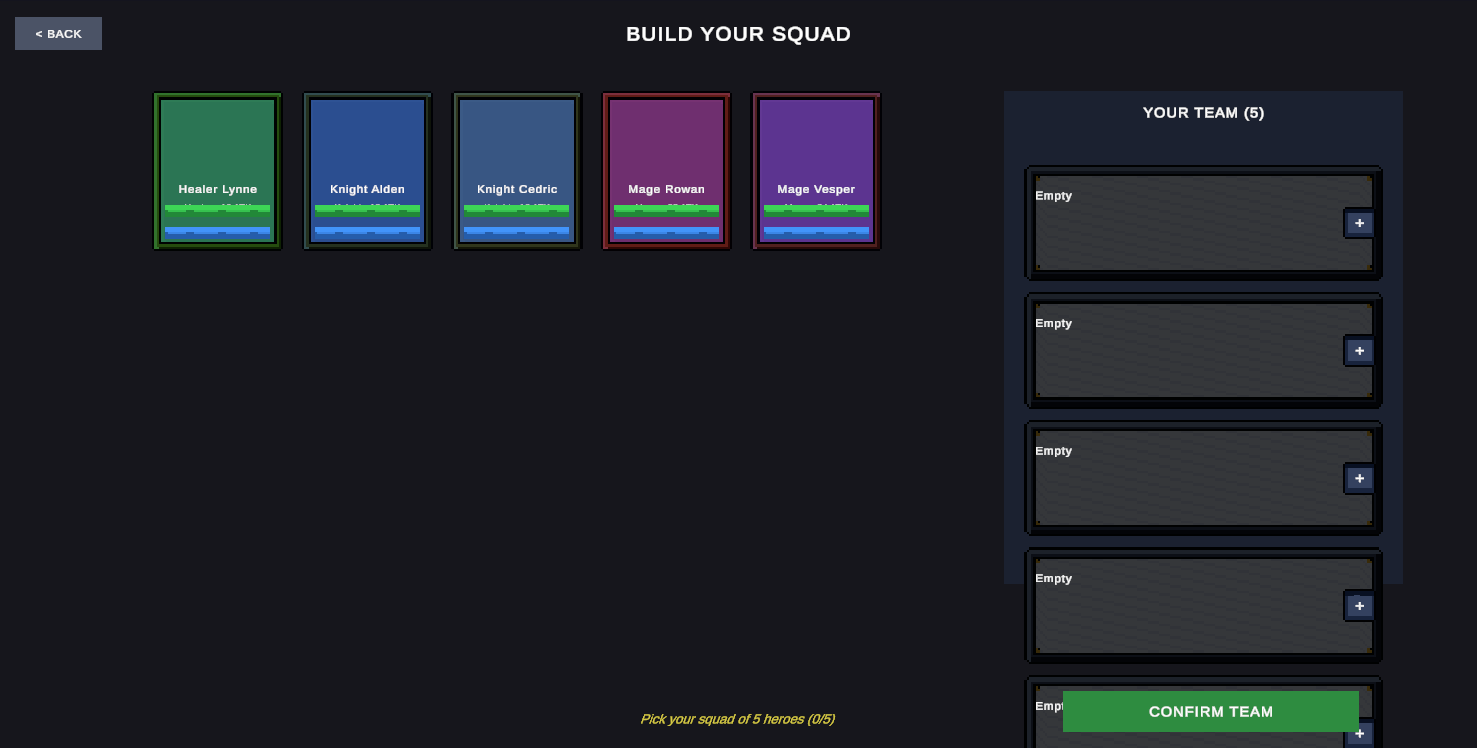 < BACK
BUILD YOUR SQUAD
Healer Lynne
Knight Alden
Knight Cedric
Mage Rowan
Mage Vesper
YOUR TEAM (5)
Empty
+
Empty
+
Empty
+
Empty
+
Empt
+
CONFIRM TEAM
Pick your squad of 5 heroes (0/5)